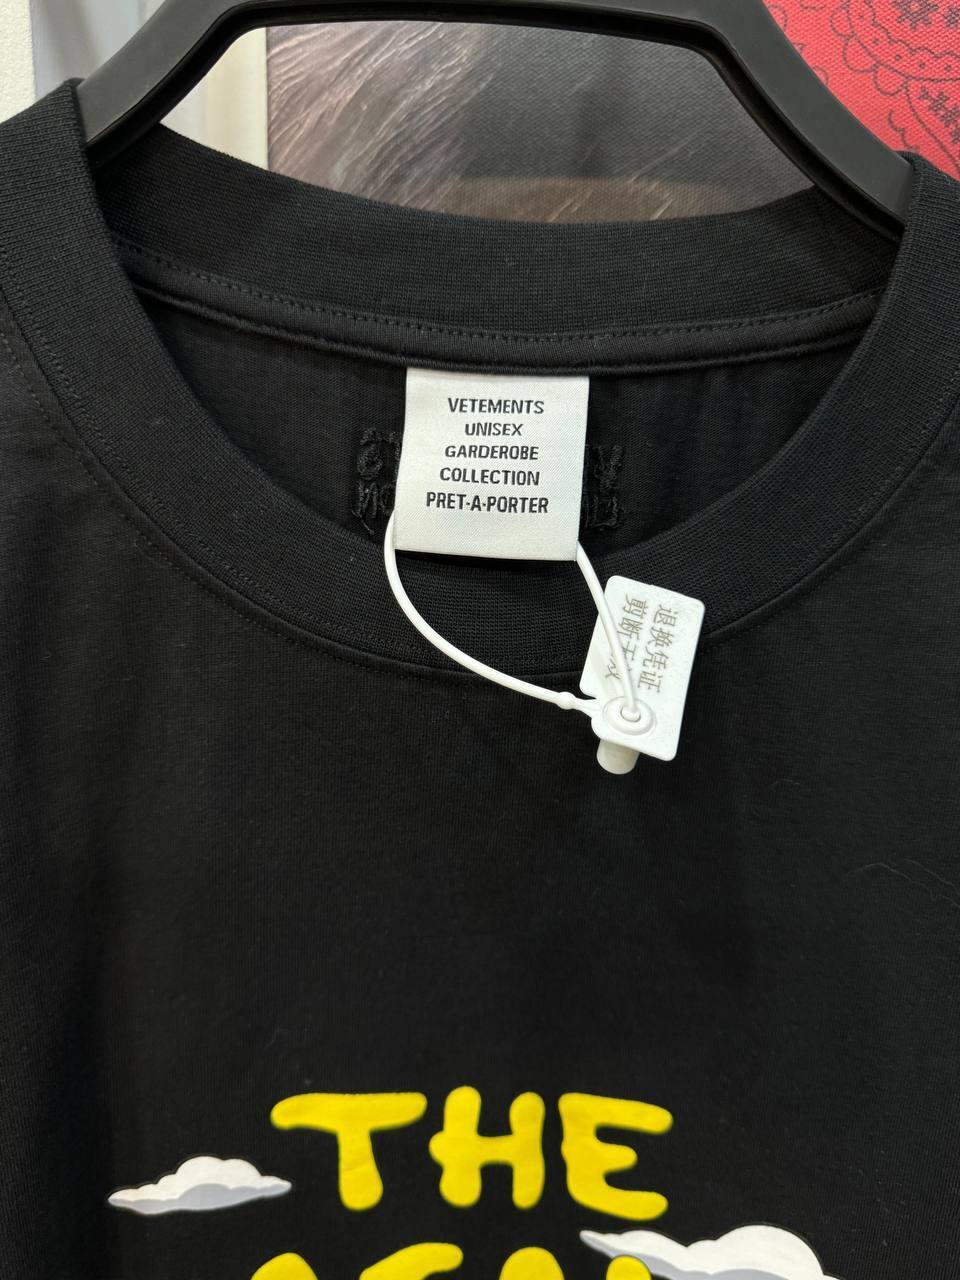 VETEMENTS
UNISEX
GARDEROBE
COLLECTION
PRET-A-PORTER
退换凭证
剪断无效
THE